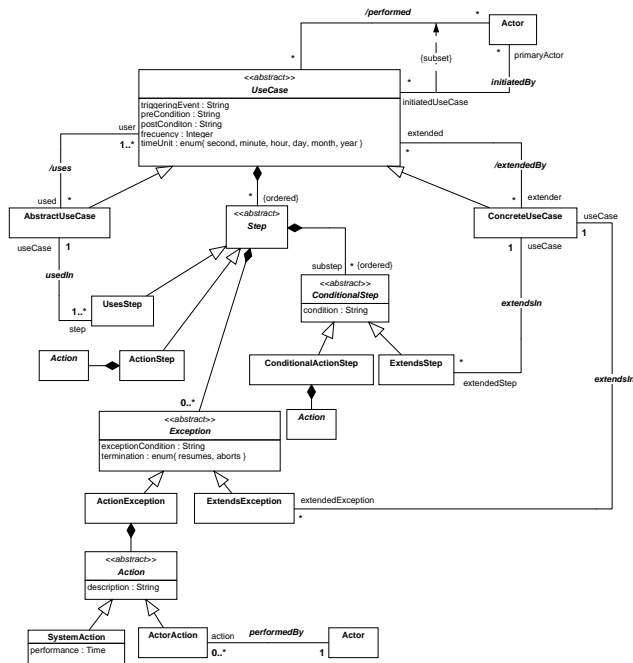 /performed
*
Actor
*
*
primaryActor
{subset}
<<abstract>>
UseCase
*
initiatedBy
initiatedUseCase
triggeringEvent : String
preCondition : String
postConditon : String
frecuency : Integer
timeUnit : enum{ second, minute, hour, day, month, year }
user
1..*
extended
*
/uses
/extendedBy
used
*
*
{ordered}
*
extender
AbstractUseCase
<<abstract>>
Step
ConcreteUseCase
useCase
1
useCase
1
1
useCase
usedIn
substep
*
{ordered}
<<abstract>>
ConditionalStep
condition : String
extendsIn
1..*
step
UsesStep
Action
ActionStep
ConditionalActionStep
ExtendsStep
*
extendedStep
extendsIn
0..*
Action
<<abstract>>
Exception
exceptionCondition : String
termination : enum{ resumes, aborts }
ActionException
ExtendsException
extendedException
*
<<abstract>>
Action
description : String
SystemAction
performance : Time
ActorAction
action
0..*
performedBy
1
Actor